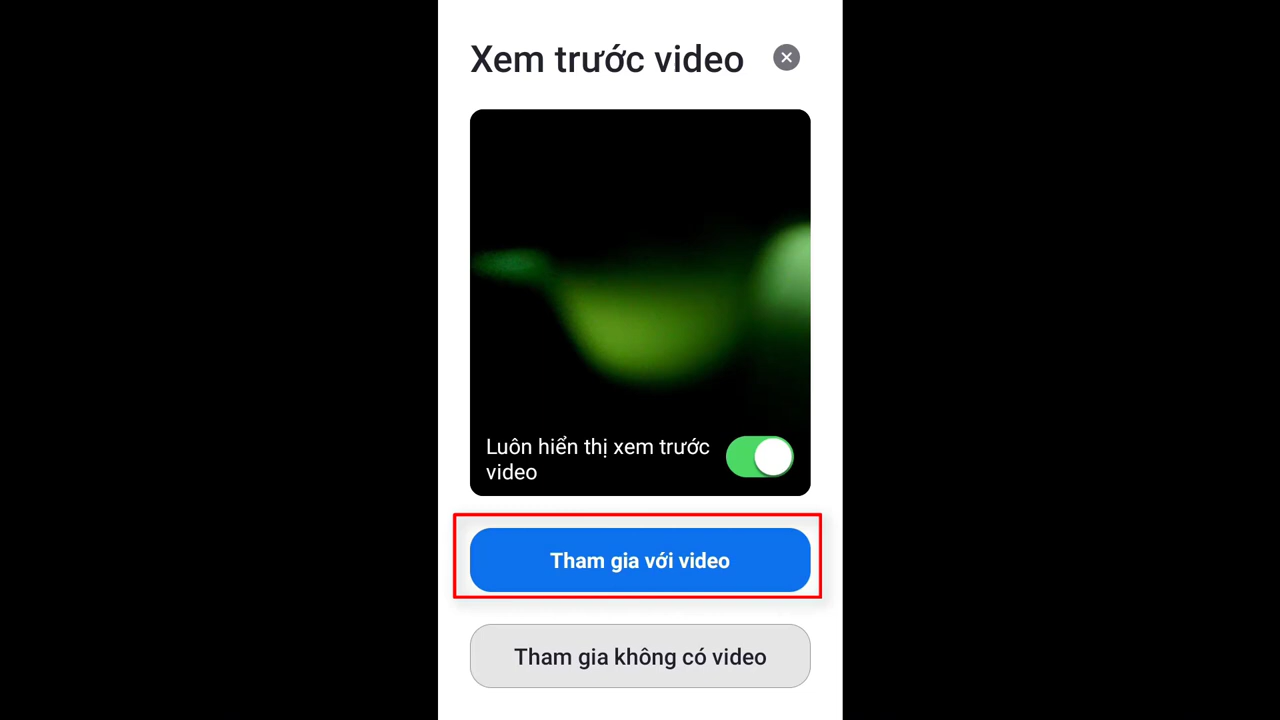 Xem trước video
Luôn hiển thị xem trước
video
Tham gia với video
Tham gia không có video